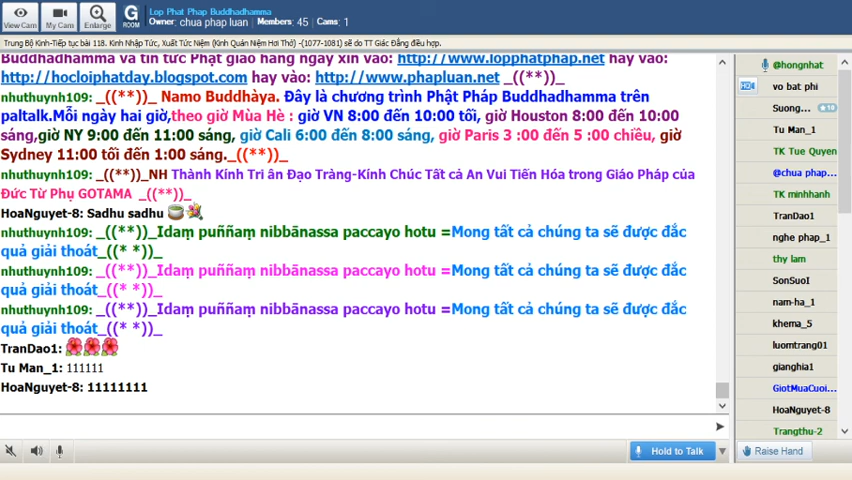 View Cam
My Cam
Enlarge
G
ROOM
Lop Phat Phap Buddhadhamma
Owner: chua phap luan Members: 45 Cams: 1
Trung Bộ Kinh-Tiếp tục bài 118. Kinh Nhập Tức, Xuất Tức Niệm (Kinh Quán Niệm Hơi Thở) -(1077-1081) sẽ do TT Giác Đẳng điều hợp.
Buddhadhamma và tin tức Phật giáo hàng ngày xin vào: http://www.lopphatphap.net hay vào:
http://hocloiphatday.blogspot.com hay vào: http://www.phapluan.net _((**))_
nhuthuynh109: _((**))_ Namo Buddhàya. Đây là chương trình Phật Pháp Buddhadhamma trên
paltalk.Mỗi ngày hai giờ,theo giờ Mùa Hè : giờ VN 8:00 đến 10:00 tối, giờ Houston 8:00 đến 10:00
sáng,giờ NY 9:00 đến 11:00 sáng, giờ Cali 6:00 đến 8:00 sáng, giờ Paris 3 :00 đến 5 :00 chiều, giờ
Sydney 11:00 tối đến 1:00 sáng._((**))_
nhuthuynh109: _((**))_NH Thành Kính Tri ân Đạo Tràng-Kính Chúc Tất cả An Vui Tiến Hóa trong Giáo Pháp của
Đức Từ Phụ GOTAMA _((**))_
HoaNguyet-8: Sadhu sadhu
nhuthuynh109: _((**))_Idaṃ puññaṃ nibbānassa paccayo hotu =Mong tất cả chúng ta sẽ được đắc
quả giải thoát_((* *))_
nhuthuynh109: _((**))_Idaṃ puññaṃ nibbānassa paccayo hotu =Mong tất cả chúng ta sẽ được đắc
quả giải thoát_((* *))_
nhuthuynh109: _((**))_Idaṃ puññaṃ nibbānassa paccayo hotu =Mong tất cả chúng ta sẽ được đắc
quả giải thoát_((* *))_
TranDao1:
Tu Man_1: 111111
HoaNguyet-8: 11111111
Hold to Talk
@hongnhat
HD vo bat phi
Suong... 10
Tu Man_1
TK Tue Quyen
@chua phap...
TK minhhanh
TranDao1
nghe phap_1
thy lam
SonSuoI
nam-ha_1
khema_5
luomtrang01
gianghia1
GiotMuaCuoi...
HoaNguyet-8
Trangthu-2
Raise Hand